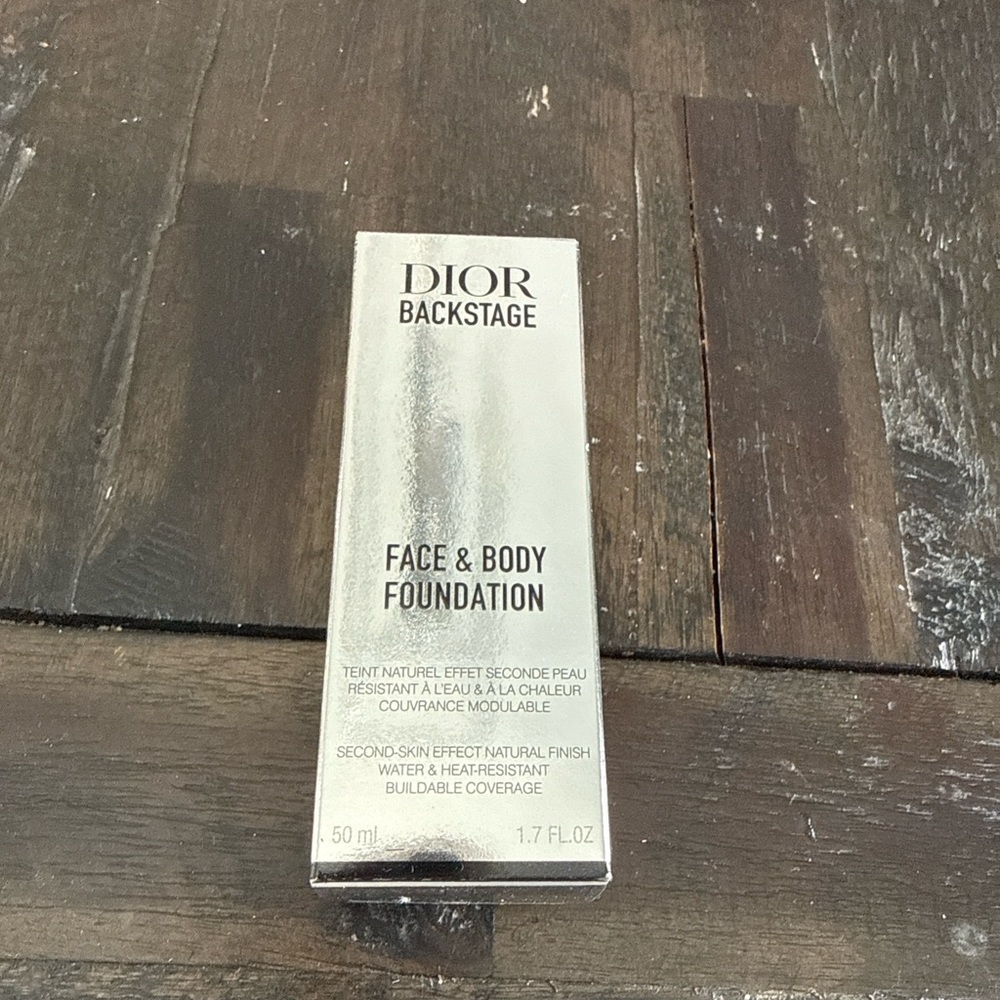 DIOR
BACKSTAGE
FACE & BODY
FOUNDATION
TEINT NATUREL EFFET SECONDE PEAU
RÉSISTANT À L'EAU & À LA CHALEUR
COUVRANCE MODULABLE
SECOND-SKIN EFFECT NATURAL FINISH
WATER & HEAT-RESISTANT
BUILDABLE COVERAGE
50 ml 1.7 FL.OZ